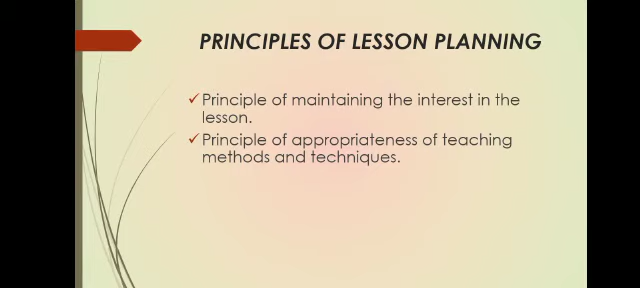 PRINCIPLES OF LESSON PLANNING
✓Principle of maintaining the interest in the
lesson.
✓Principle of appropriateness of teaching
methods and techniques.